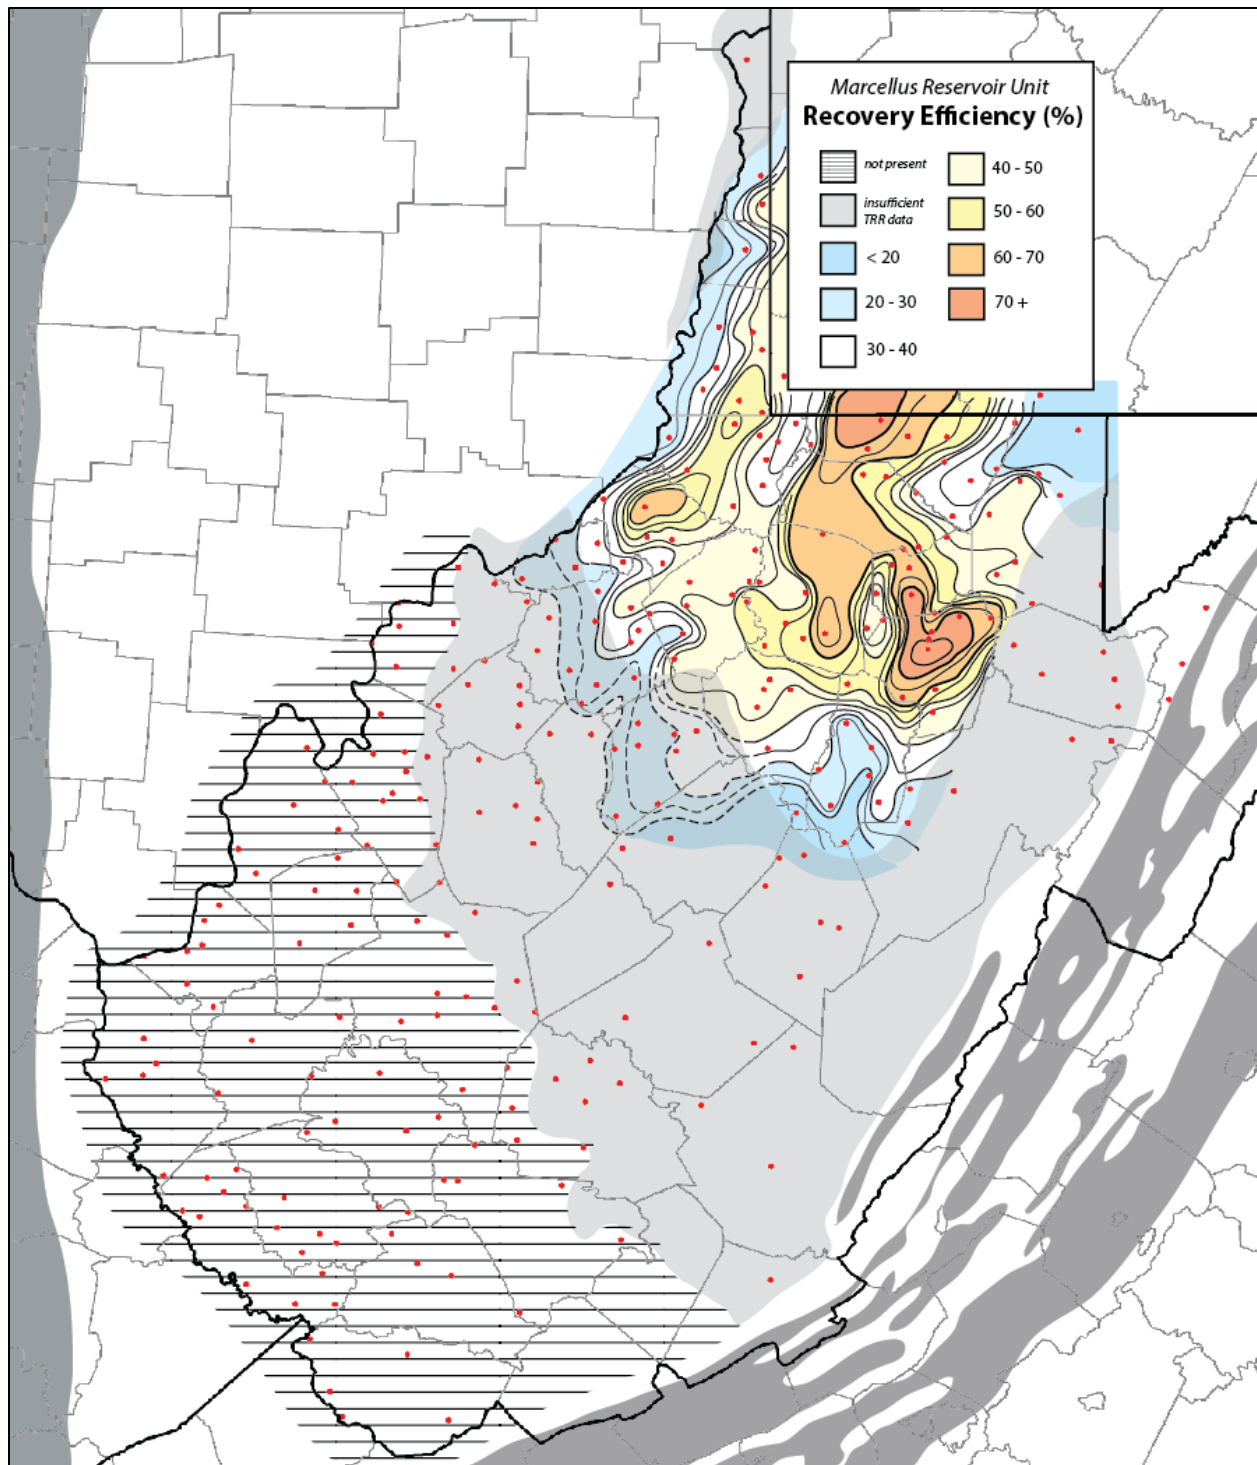 Marcellus Reservoir Unit
Recovery Efficiency (%)
not present
insufficient
TRR data
< 20
20 - 30
30 - 40
40 - 50
50 - 60
60 - 70
70 +